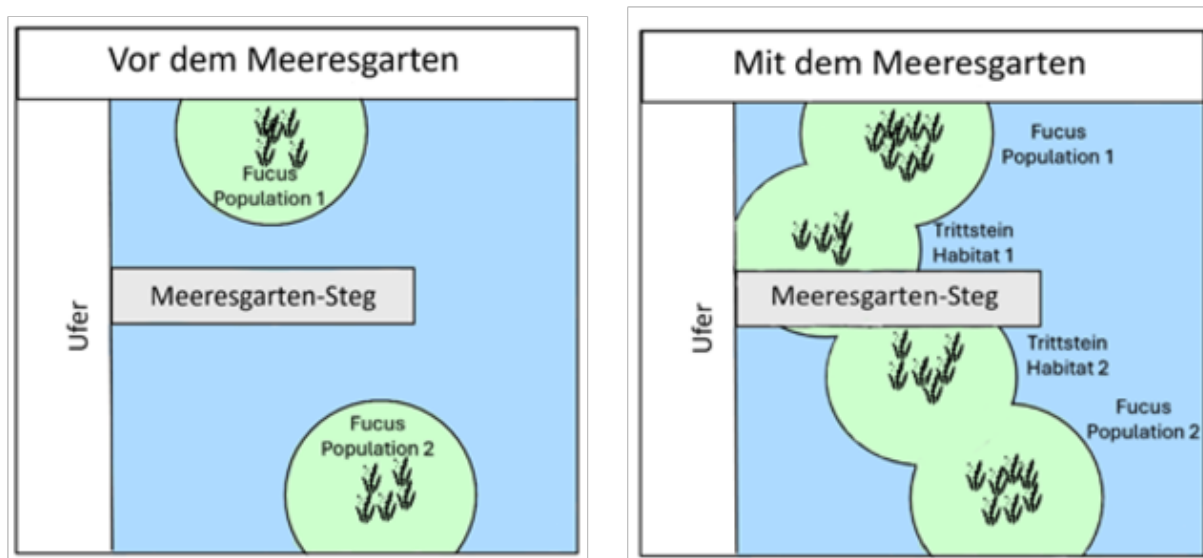 Vor dem Meeresgarten
Fucus
Population 1
Meeresgarten-Steg
Ufer
Fucus
Population 2
Mit dem Meeresgarten
Fucus
Population 1
Trittstein
Habitat 1
Meeresgarten-Steg
Ufer
Trittstein
Habitat 2
Fucus
Population 2